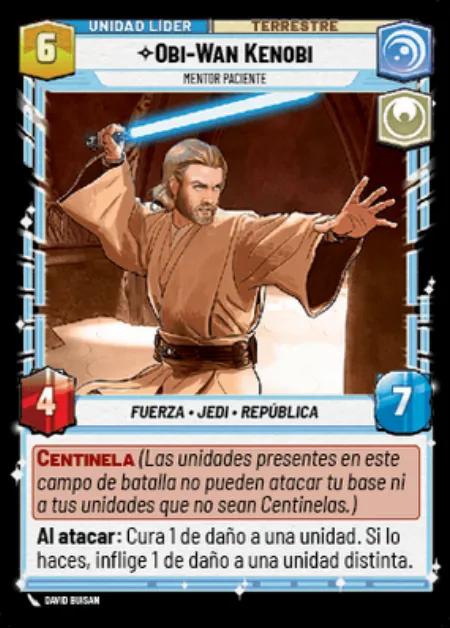 UNIDAD LÍDER
TERRESTRE
6
OBI-WAN KENOBI
MENTOR PACIENTE
4
FUERZA • JEDI • REPÚBLICA
7
CENTINELA (Las unidades presentes en este
campo de batalla no pueden atacar tu base ni
a tus unidades que no sean Centinelas.)
Al atacar: Cura 1 de daño a una unidad. Si lo
haces, inflige 1 de daño a una unidad distinta.
DAVID BUISAN